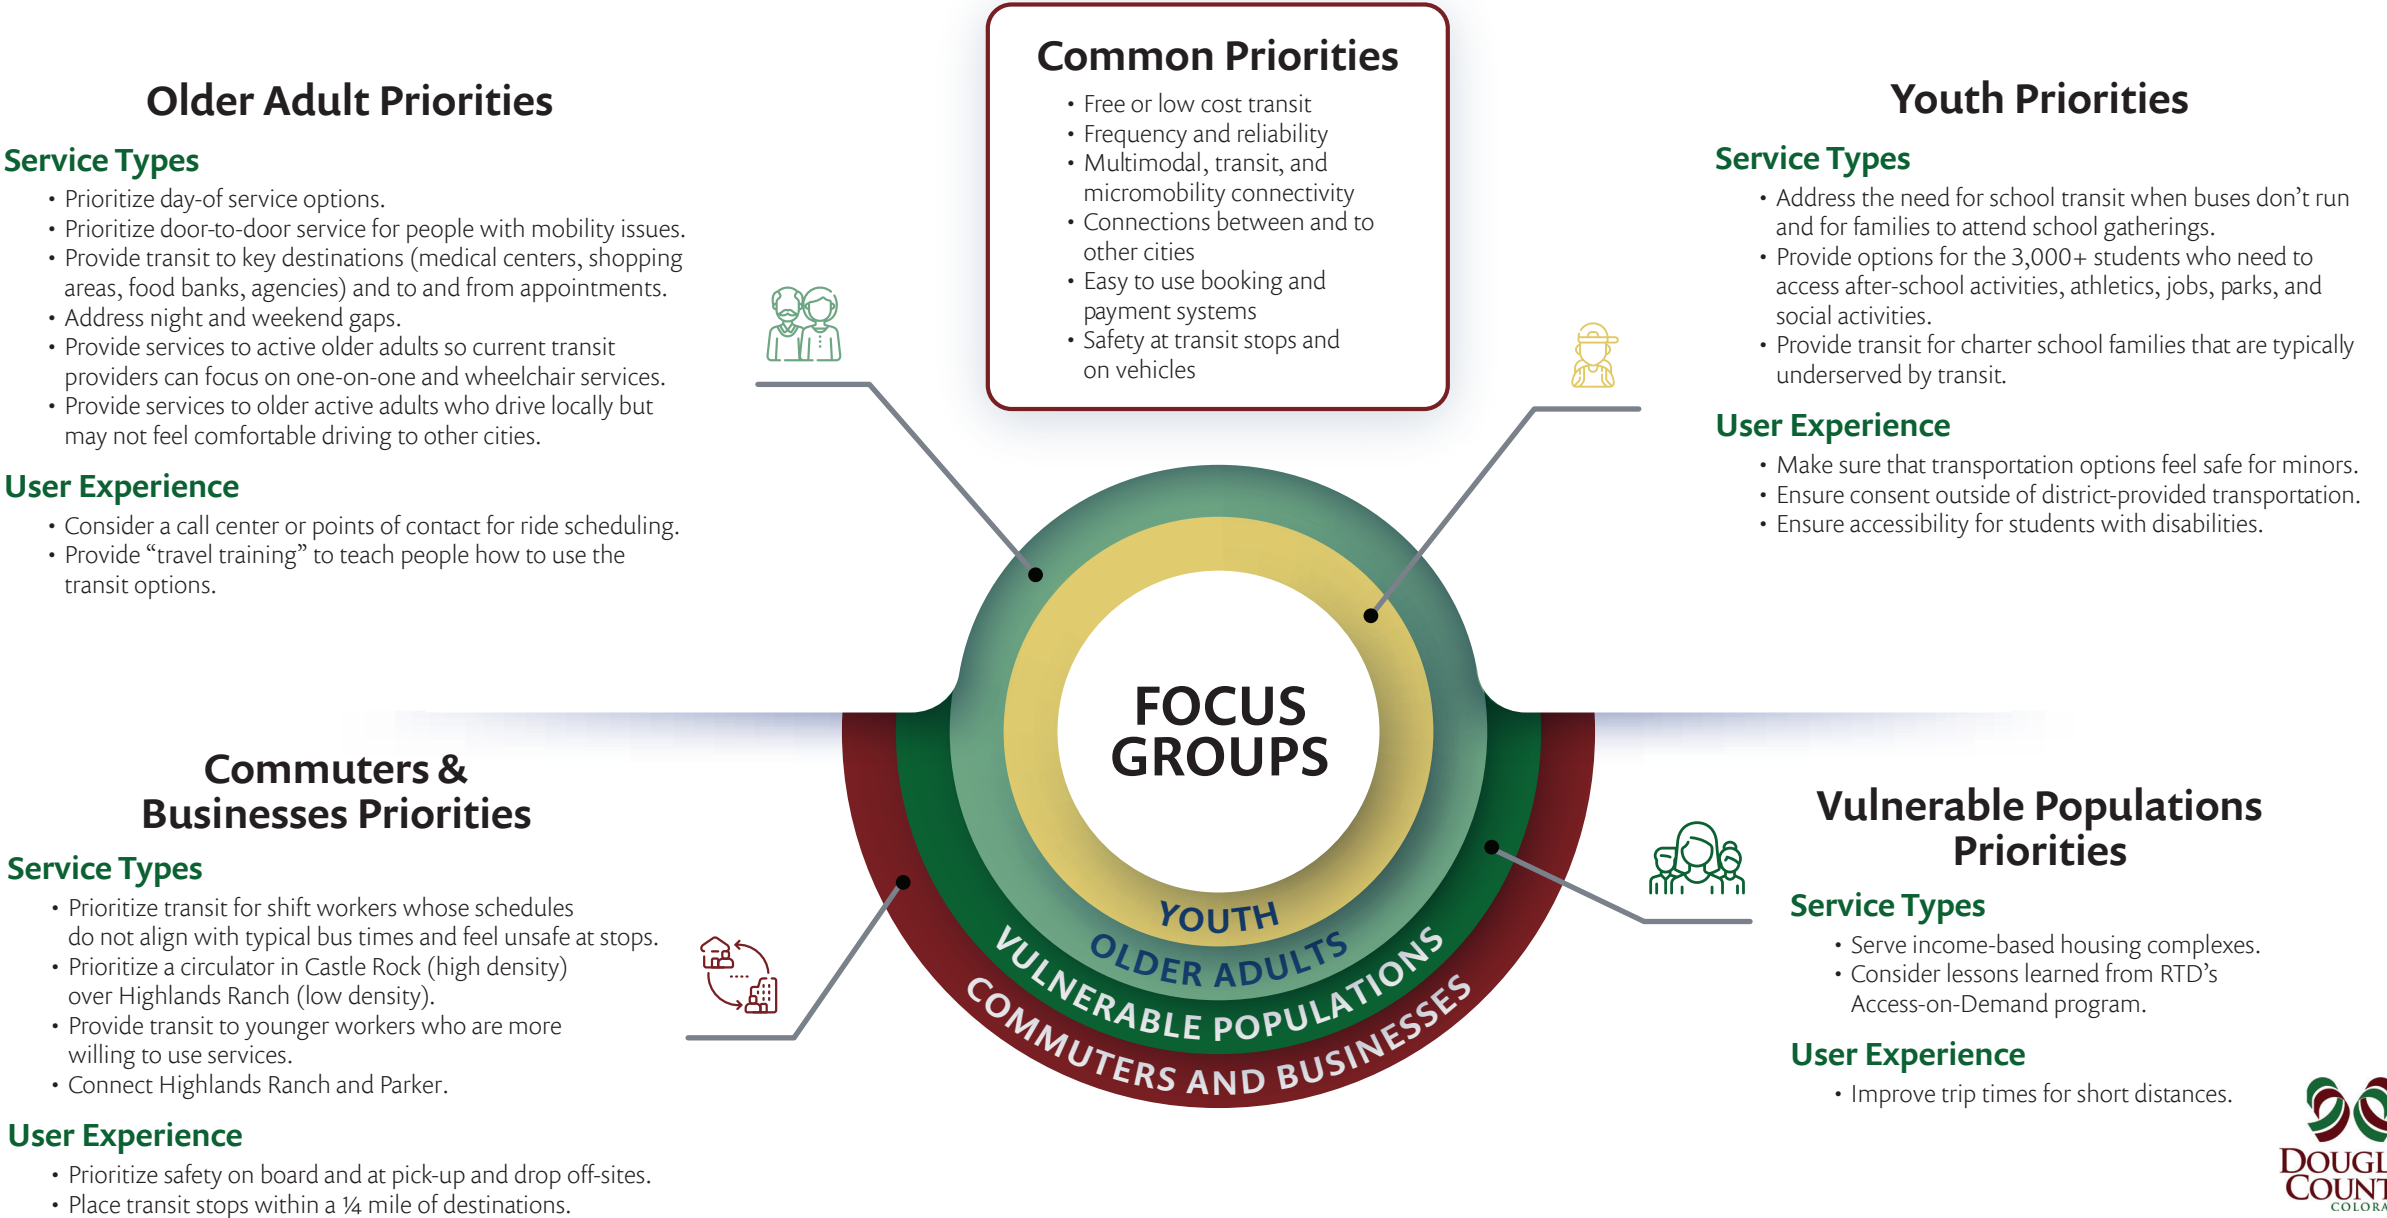 Common Priorities
• Free or low cost transit
• Frequency and reliability
• Multimodal, transit, and
micromobility connectivity
• Connections between and to
other cities
• Easy to use booking and
payment systems
• Safety at transit stops and
on vehicles
Older Adult Priorities
Service Types
• Prioritize day-of service options.
• Prioritize door-to-door service for people with mobility issues.
• Provide transit to key destinations (medical centers, shopping
areas, food banks, agencies) and to and from appointments.
• Address night and weekend gaps.
• Provide services to active older adults so current transit
providers can focus on one-on-one and wheelchair services.
• Provide services to older active adults who drive locally but
may not feel comfortable driving to other cities.
User Experience
• Consider a call center or points of contact for ride scheduling.
• Provide “travel training” to teach people how to use the
transit options.
Youth Priorities
Service Types
• Address the need for school transit when buses don’t run
and for families to attend school gatherings.
• Provide options for the 3,000+ students who need to
access after-school activities, athletics, jobs, parks, and
social activities.
• Provide transit for charter school families that are typically
underserved by transit.
User Experience
• Make sure that transportation options feel safe for minors.
• Ensure consent outside of district-provided transportation.
• Ensure accessibility for students with disabilities.
FOCUS
GROUPS
YOUTH
OLDER ADULTS
VULNERABLE POPULATIONS
COMMUTERS AND BUSINESSES
Commuters &
Businesses Priorities
Service Types
• Prioritize transit for shift workers whose schedules
do not align with typical bus times and feel unsafe at stops.
• Prioritize a circulator in Castle Rock (high density)
over Highlands Ranch (low density).
• Provide transit to younger workers who are more
willing to use services.
• Connect Highlands Ranch and Parker.
User Experience
• Prioritize safety on board and at pick-up and drop off-sites.
• Place transit stops within a ¼ mile of destinations.
Vulnerable Populations
Priorities
Service Types
• Serve income-based housing complexes.
• Consider lessons learned from RTD’s
Access-on-Demand program.
User Experience
• Improve trip times for short distances.
DOUGL
COUNT
COLORA